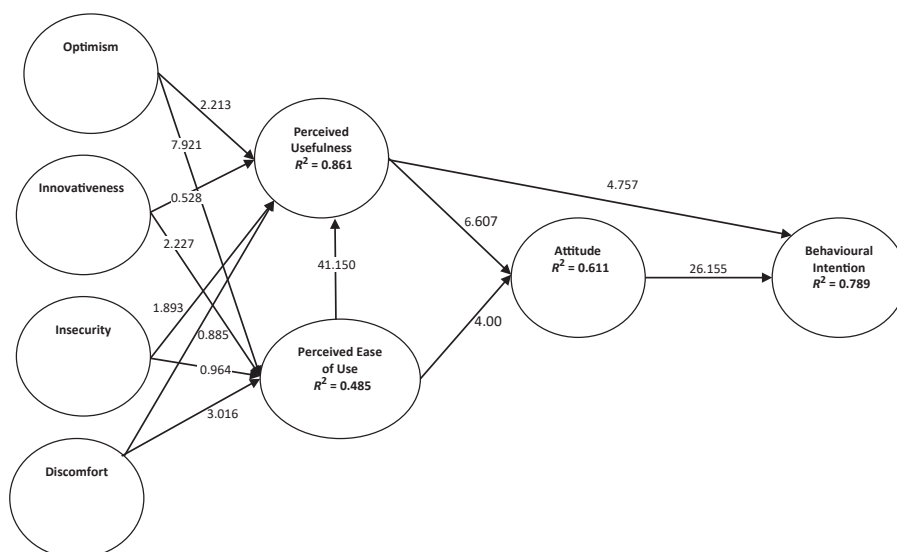 Optimism
2.213
7.921
Perceived
Usefulness
R² = 0.861
Innovativeness
0.528
2.227
4.757
6.607
41.150
Attitude
R² = 0.611
26.155
Behavioural
Intention
R² = 0.789
Insecurity
1.893
0.885
0.964
4.00
Perceived Ease
of Use
R² = 0.485
3.016
Discomfort